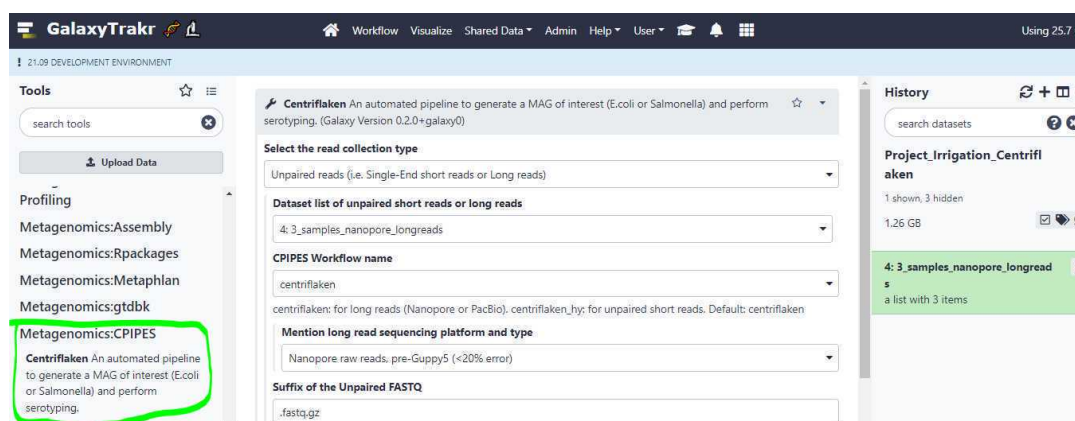 GalaxyTrakr
Workflow Visualize Shared Data Admin Help User
Using 25.7
! 21.09 DEVELOPMENT ENVIRONMENT
Tools
search tools
Upload Data
Profiling
Metagenomics:Assembly
Metagenomics:Rpackages
Metagenomics:Metaphlan
Metagenomics:gtdbk
Metagenomics:CPIPES
Centriflaken An automated pipeline
to generate a MAG of interest (E.coli
or Salmonella) and perform
serotyping.
Centriflaken An automated pipeline to generate a MAG of interest (E.coli or Salmonella) and perform
serotyping. (Galaxy Version 0.2.0+galaxy0)
Select the read collection type
Unpaired reads (i.e. Single-End short reads or Long reads)
Dataset list of unpaired short reads or long reads
4: 3_samples_nanopore_longreads
CPIPES Workflow name
centriflaken
centriflaken: for long reads (Nanopore or PacBio). centriflaken_hy: for unpaired short reads. Default: centriflaken
Mention long read sequencing platform and type
Nanopore raw reads, pre-Guppy5 (<20% error)
Suffix of the Unpaired FASTQ
.fastq.gz
History
search datasets
Project_Irrigation_Centrifl
aken
1 shown, 3 hidden
1.26 GB
4: 3_samples_nanopore_longread
s
a list with 3 items